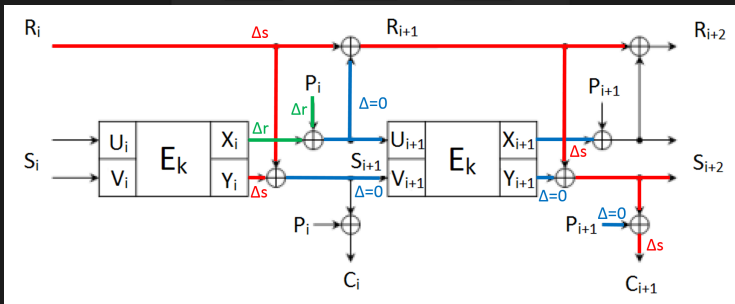 Ri Δs Ri+1 Ri+2
Pi Δr Δ=0 Pi+1
Ui Xi Δr Ui+1 Xi+1 Δs
Si Ek Si+1 Ek Si+2
Vi Yi Δs Δ=0 Vi+1 Yi+1 Δ=0
Pi Pi+1 Δ=0 Δs
Ci Ci+1